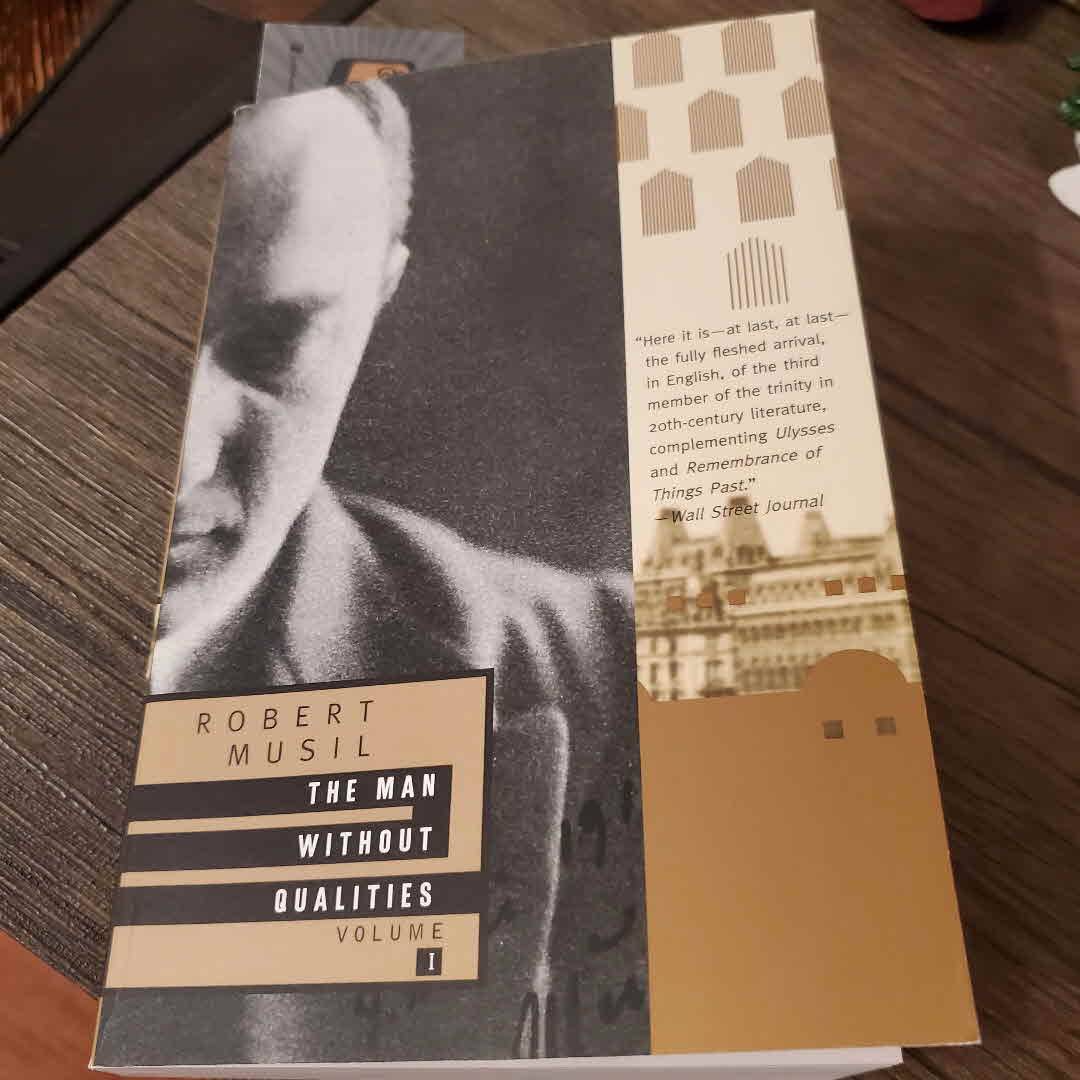 "Here it is—at last, at last—
the fully fleshed arrival,
in English, of the third
member of the trinity in
20th-century literature,
complementing Ulysses
and Remembrance of
Things Past."
—Wall Street Journal
ROBERT
MUSIL
THE MAN
WITHOUT
QUALITIES
VOLUME
I